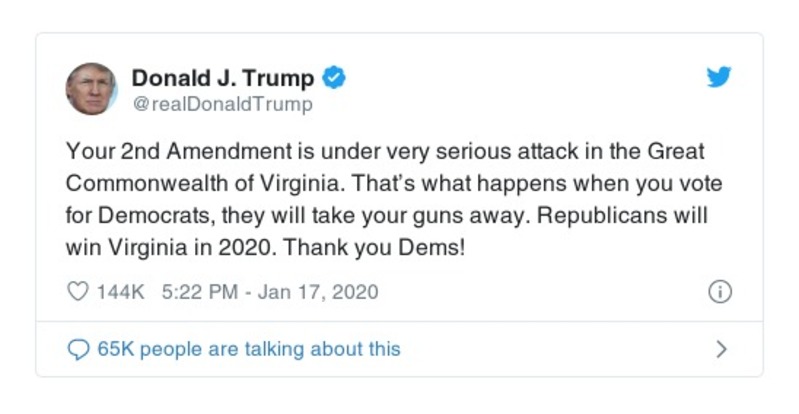 Donald J. Trump
@realDonaldTrump
Your 2nd Amendment is under very serious attack in the Great
Commonwealth of Virginia. That’s what happens when you vote
for Democrats, they will take your guns away. Republicans will
win Virginia in 2020. Thank you Dems!
144K 5:22 PM - Jan 17, 2020
65K people are talking about this